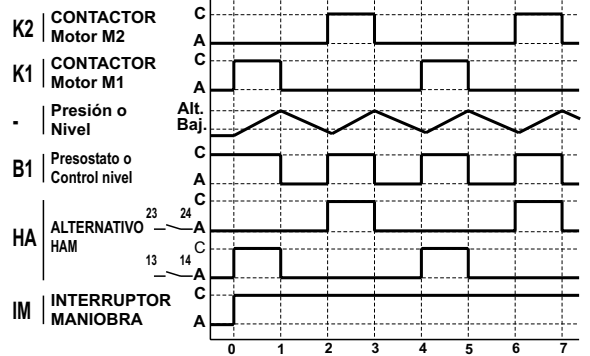 K2 CONTACTOR Motor M2 C A
K1 CONTACTOR Motor M1 C A
- Presión o Nivel Alt. Baj.
B1 Presostato o Control nivel C A
HA ALTERNATIVO HAM 23 24 C A
13 14 C A
IM INTERRUPTOR MANIOBRA C A
0 1 2 3 4 5 6 7